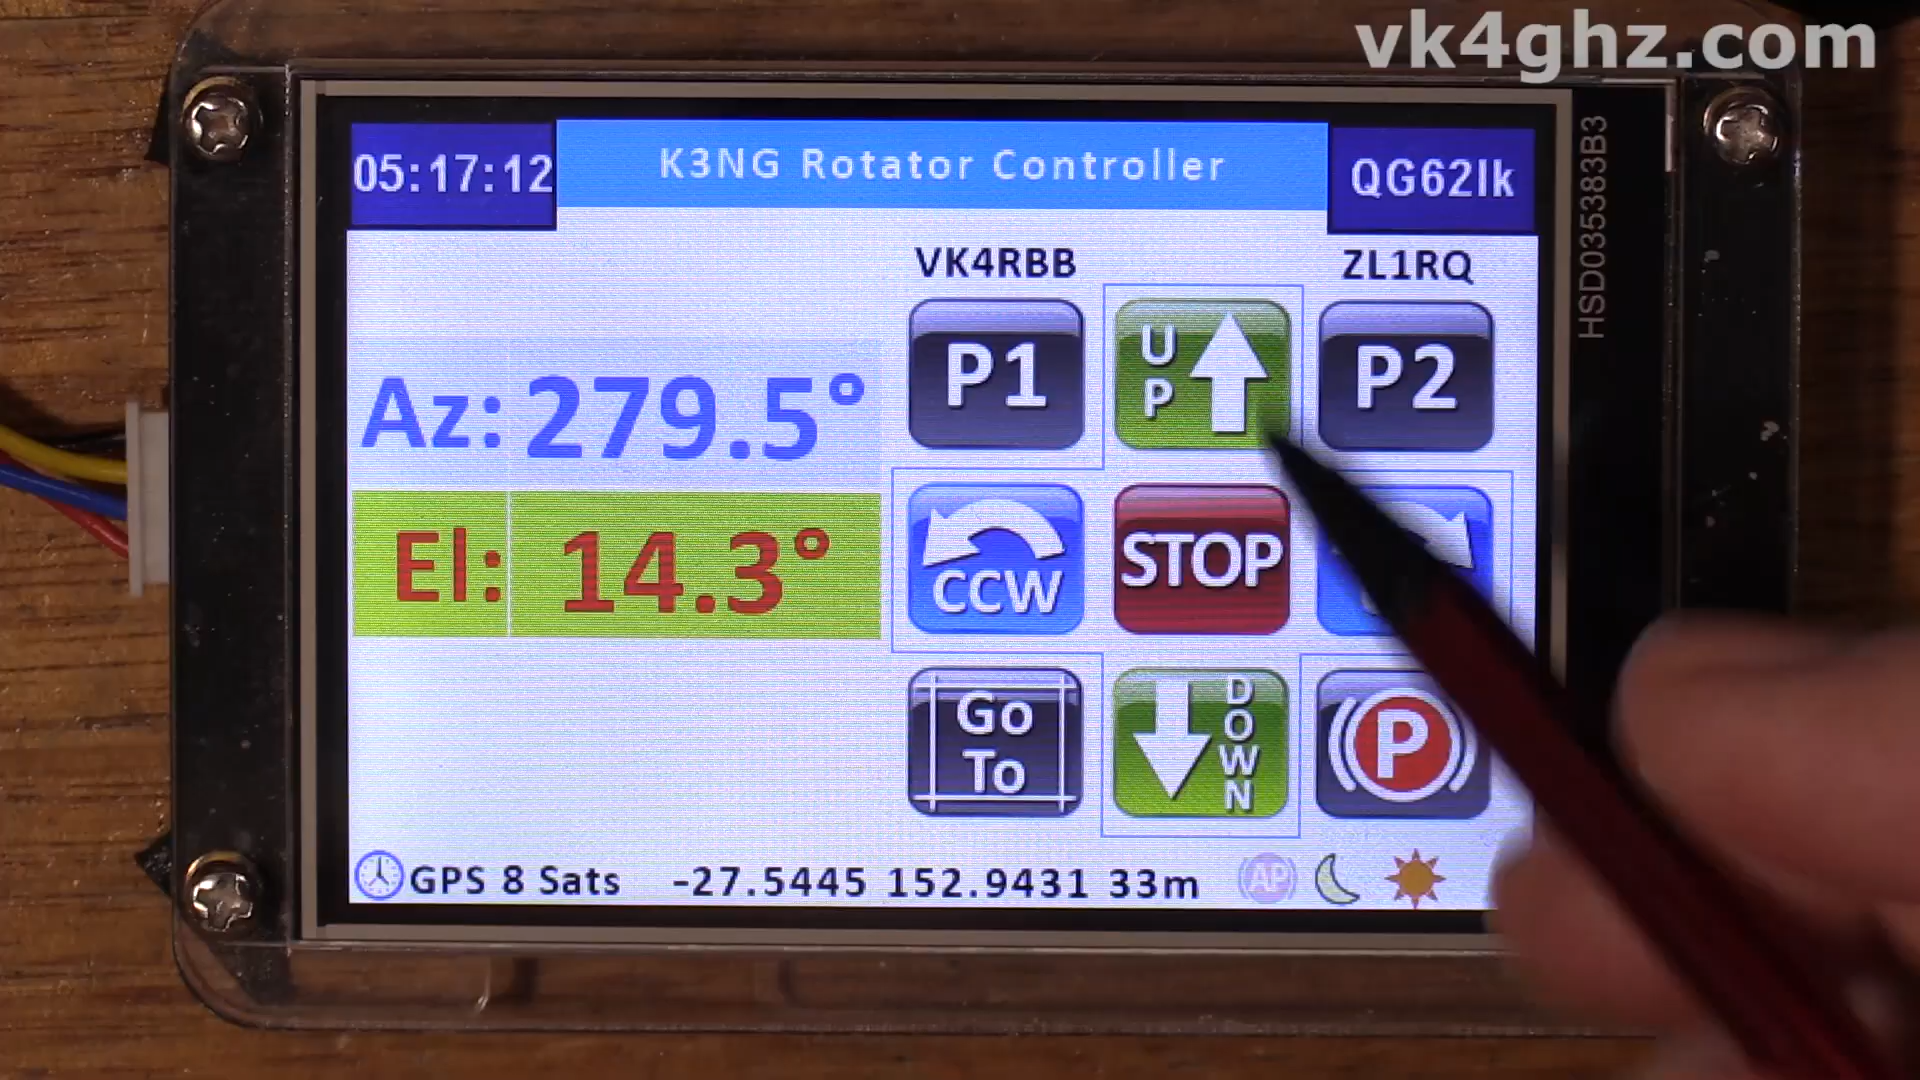 vk4ghz.com
05:17:12 K3NG Rotator Controller QG62lk
HSD035383B3
VK4RBB ZL1RQ
P1 UP P2
Az: 279.5°
El: 14.3°
CCW STOP
Go To DOWN P
GPS 8 Sats -27.5445 152.9431 33m AP